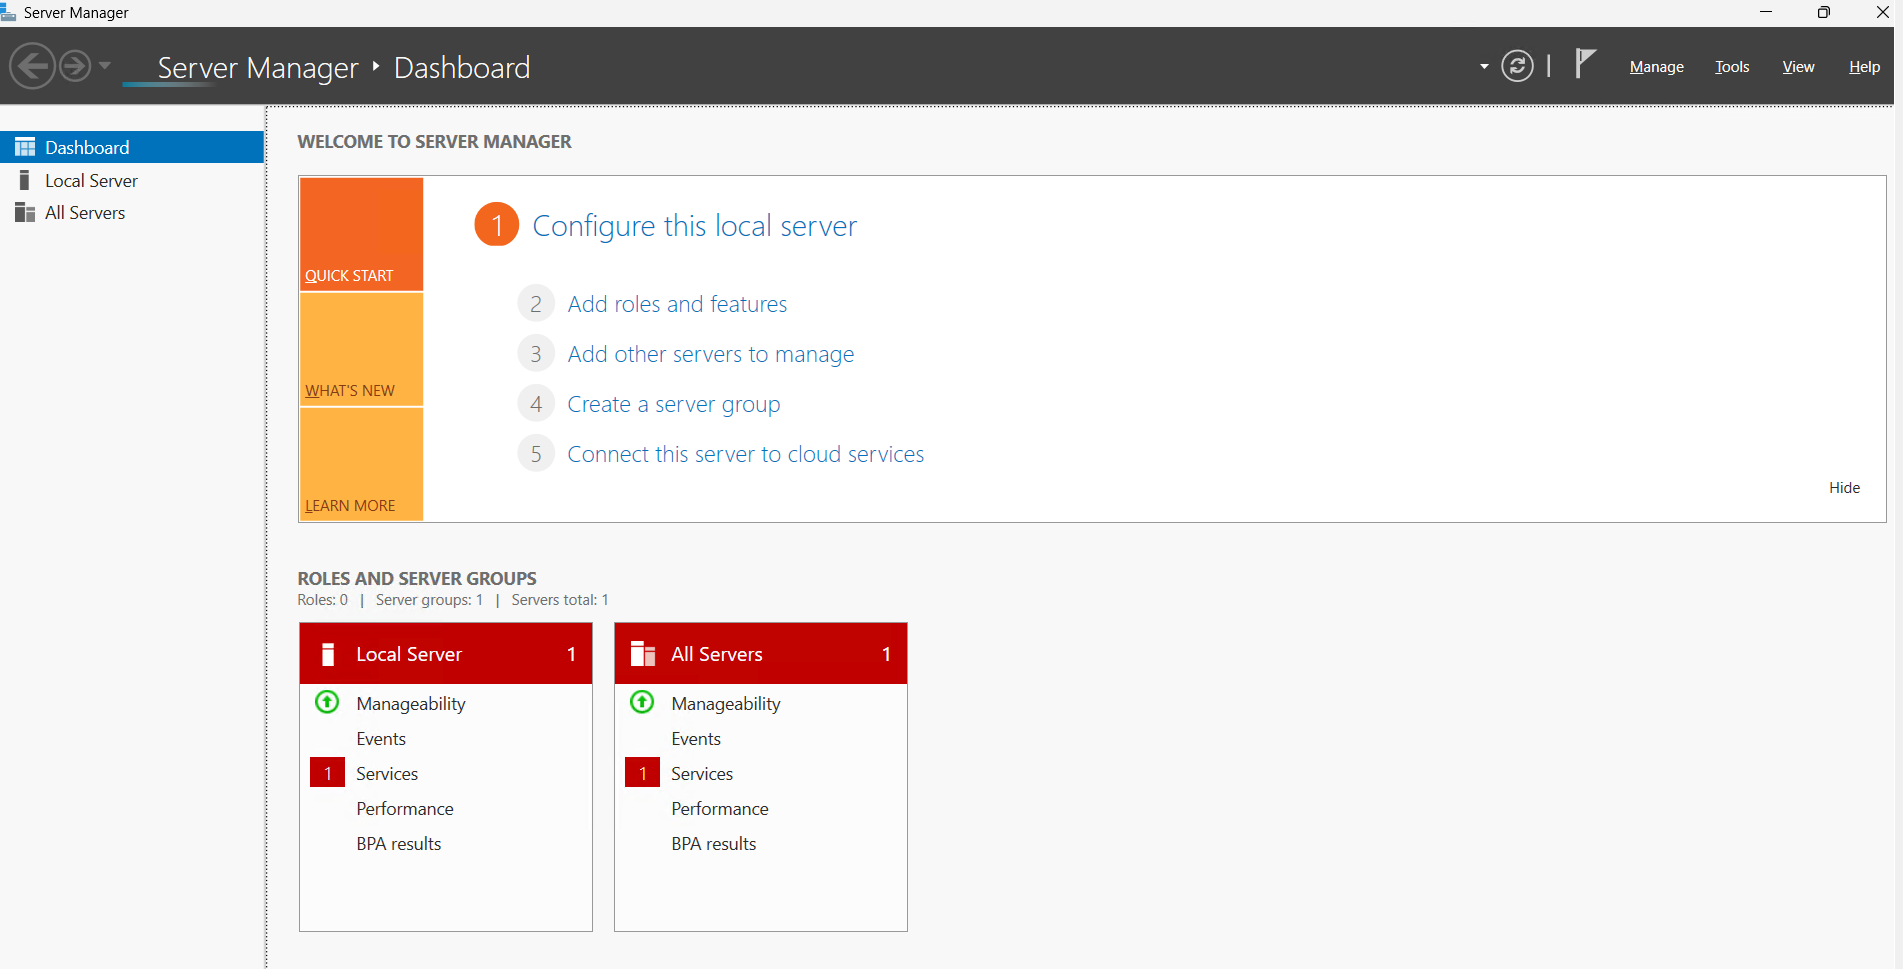 Server Manager
Server Manager ‣ Dashboard
Manage Tools View Help
Dashboard
Local Server
All Servers
WELCOME TO SERVER MANAGER
QUICK START
WHAT'S NEW
LEARN MORE
1 Configure this local server
2 Add roles and features
3 Add other servers to manage
4 Create a server group
5 Connect this server to cloud services
Hide
ROLES AND SERVER GROUPS
Roles: 0 | Server groups: 1 | Servers total: 1
Local Server 1
Manageability
Events
1 Services
Performance
BPA results
All Servers 1
Manageability
Events
1 Services
Performance
BPA results